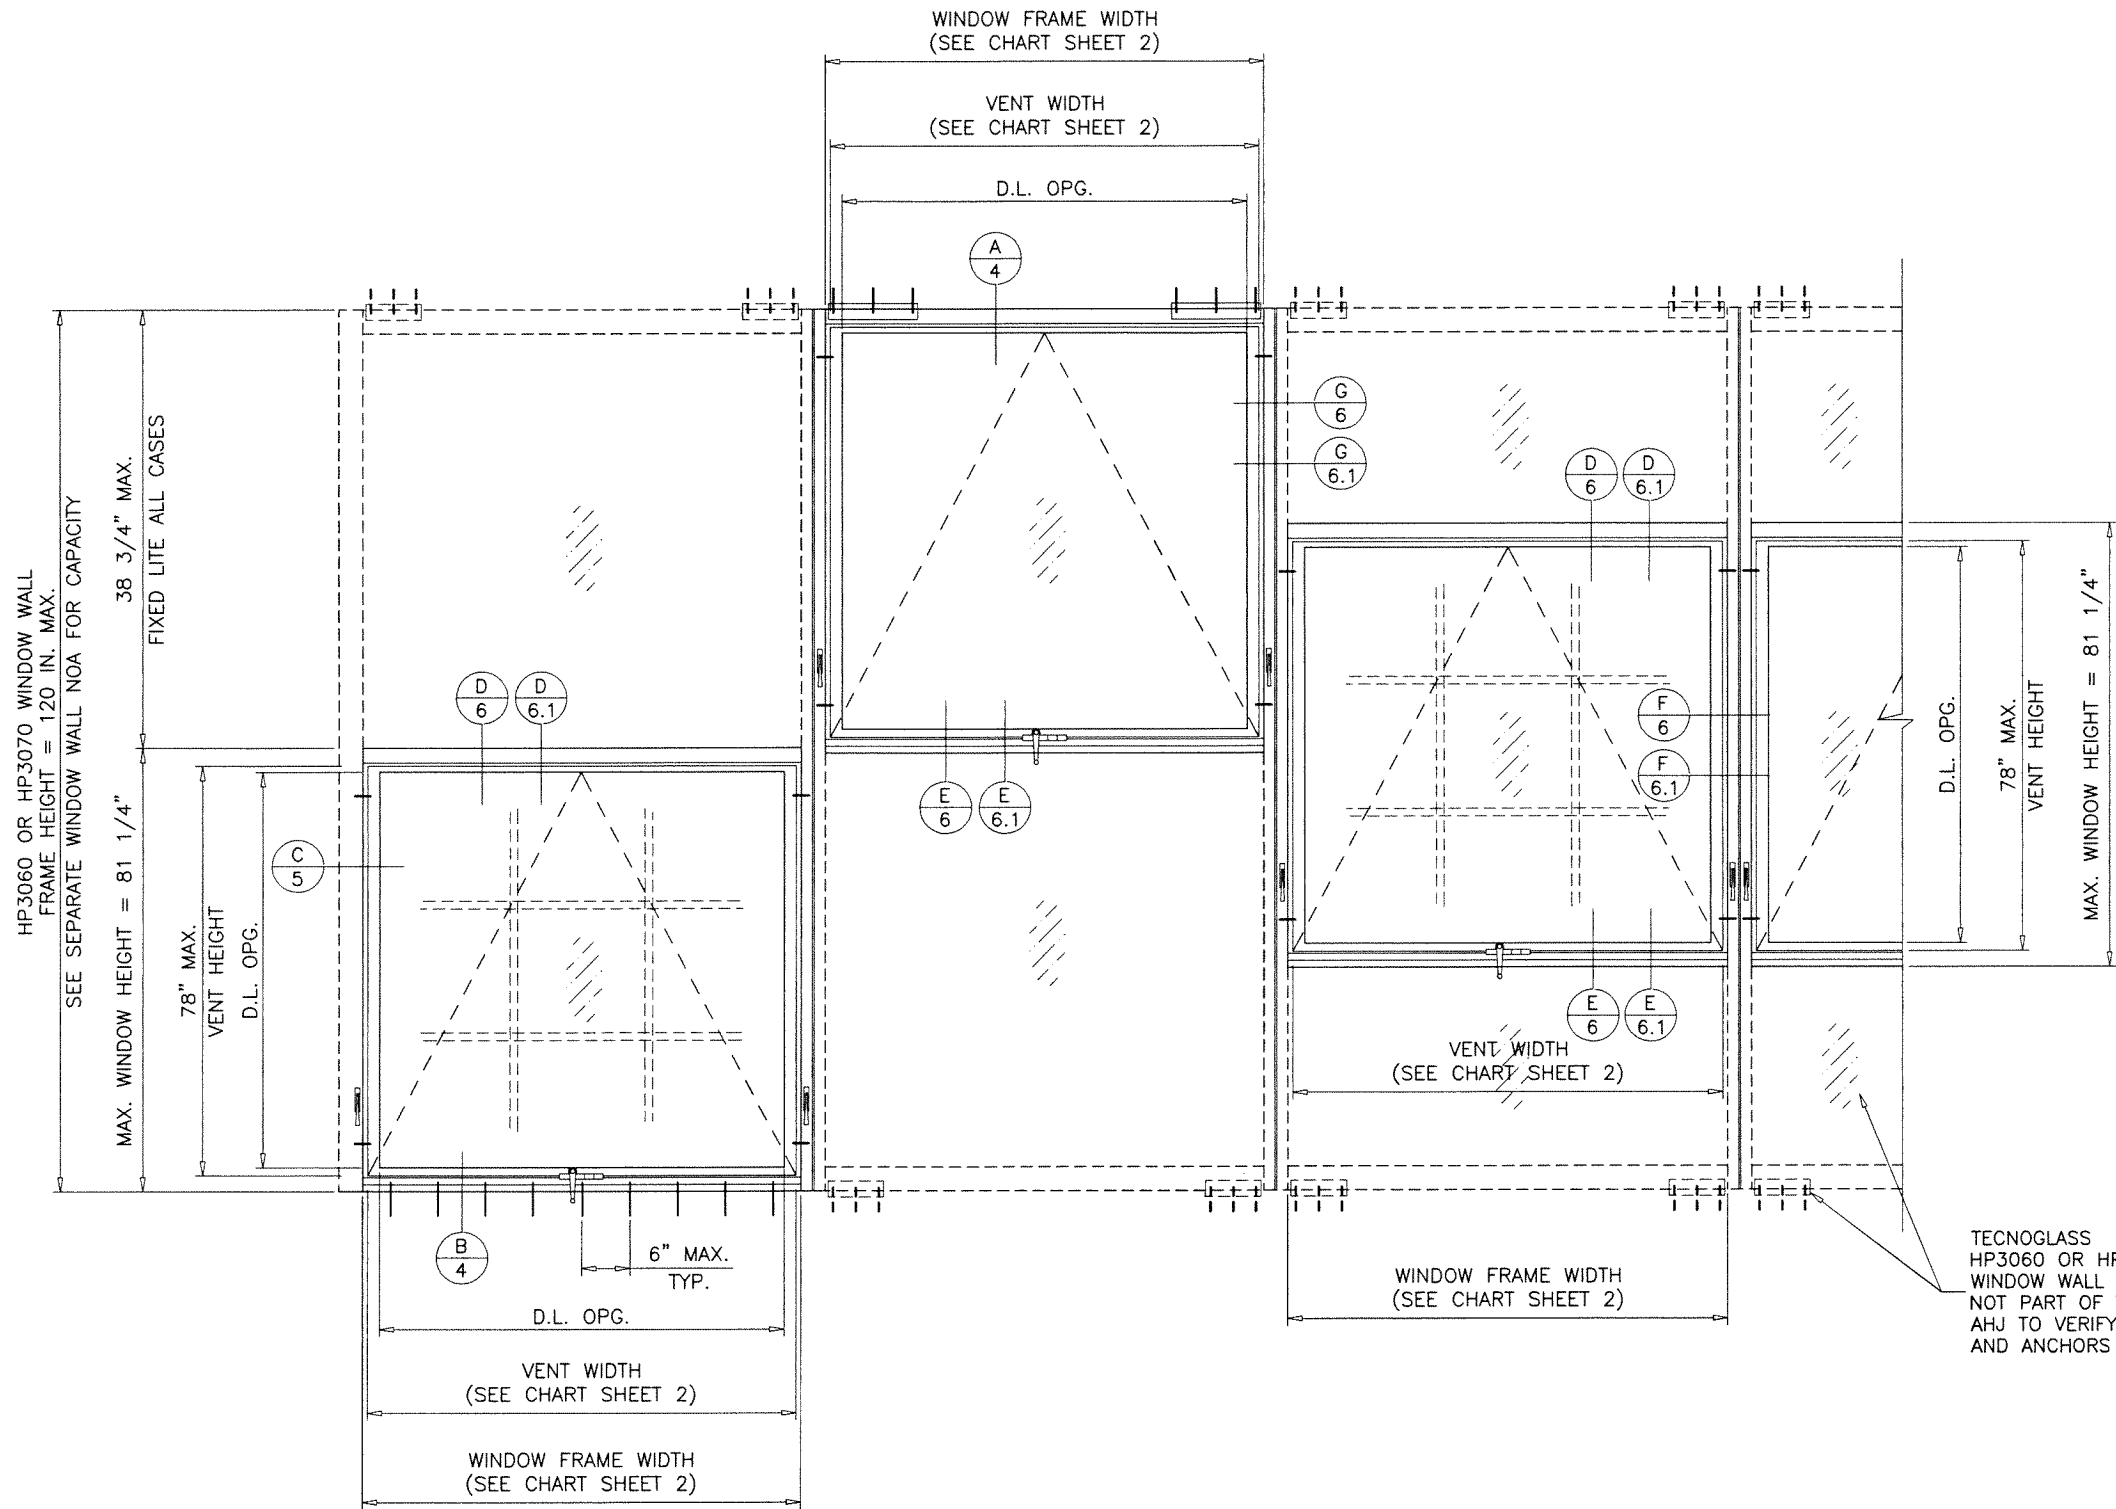 WINDOW FRAME WIDTH
(SEE CHART SHEET 2)
VENT WIDTH
(SEE CHART SHEET 2)
D.L. OPG.
A
4
HP3060 OR HP3070 WINDOW WALL
FRAME HEIGHT = 120 IN. MAX.
SEE SEPARATE WINDOW WALL NOA FOR CAPACITY
38 3/4" MAX.
FIXED LITE ALL CASES
MAX. WINDOW HEIGHT = 81 1/4"
78" MAX.
VENT HEIGHT
D.L. OPG.
D
6
D
6.1
C
5
B
4
6" MAX.
TYP.
D.L. OPG.
VENT WIDTH
(SEE CHART SHEET 2)
WINDOW FRAME WIDTH
(SEE CHART SHEET 2)
E
6
E
6.1
G
6
G
6.1
D
6
D
6.1
F
6
F
6.1
E
6
E
6.1
VENT WIDTH
(SEE CHART SHEET 2)
WINDOW FRAME WIDTH
(SEE CHART SHEET 2)
D.L. OPG.
78" MAX.
VENT HEIGHT
MAX. WINDOW HEIGHT = 81 1/4"
TECNOGLASS
HP3060 OR
WINDOW WALL
NOT PART OF
AHJ TO VERIFY
AND ANCHORS